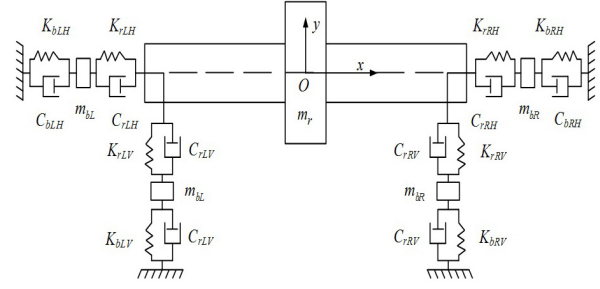 K_bLH K_rLH y K_rRH K_bRH
x
O
C_bLH m_bL C_rLH m_r C_rRH m_bR C_bRH
K_rLV C_rLV C_rRV K_rRV
m_bL m_bR
K_bLV C_rLV C_rRV K_bRV